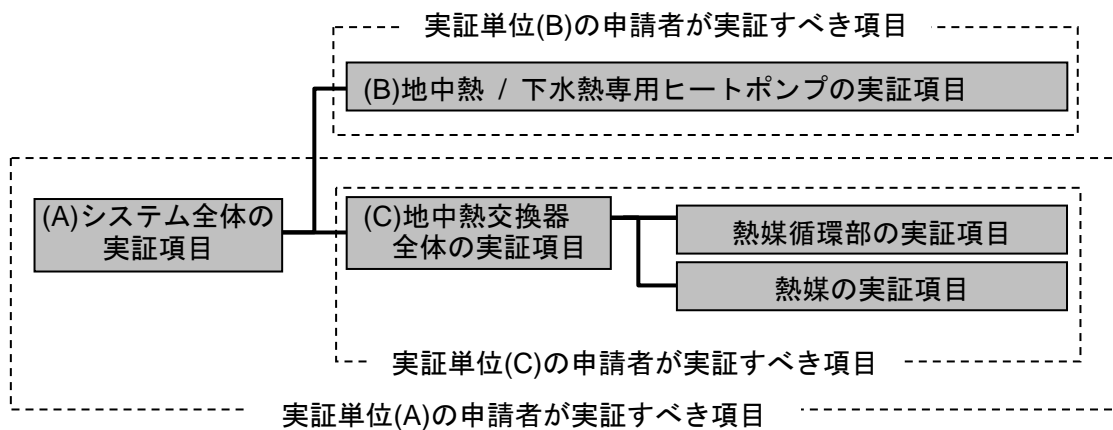 実証単位(B)の申請者が実証すべき項目
(B)地中熱 / 下水熱専用ヒートポンプの実証項目
(A)システム全体の
実証項目
(C)地中熱交換器
全体の実証項目
熱媒循環部の実証項目
熱媒の実証項目
実証単位(C)の申請者が実証すべき項目
実証単位(A)の申請者が実証すべき項目